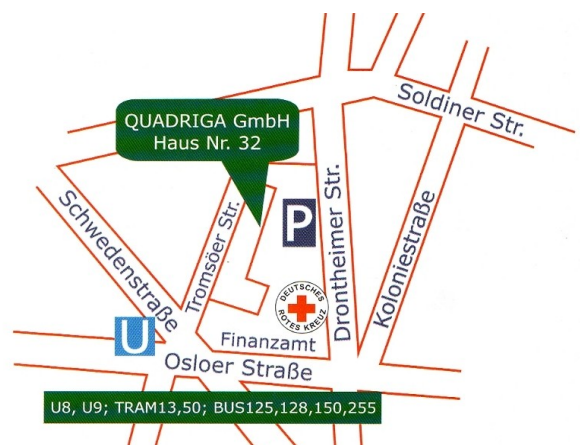 Soldiner Str.
QUADRIGA GmbH
Haus Nr. 32
Schwedenstraße
Tromsöer Str.
P
Drontheimer Str.
Koloniestraße
DEUTSCHES
ROTES KREUZ
U
Finanzamt
Osloer Straße
U8, U9; TRAM13,50; BUS125,128,150,255